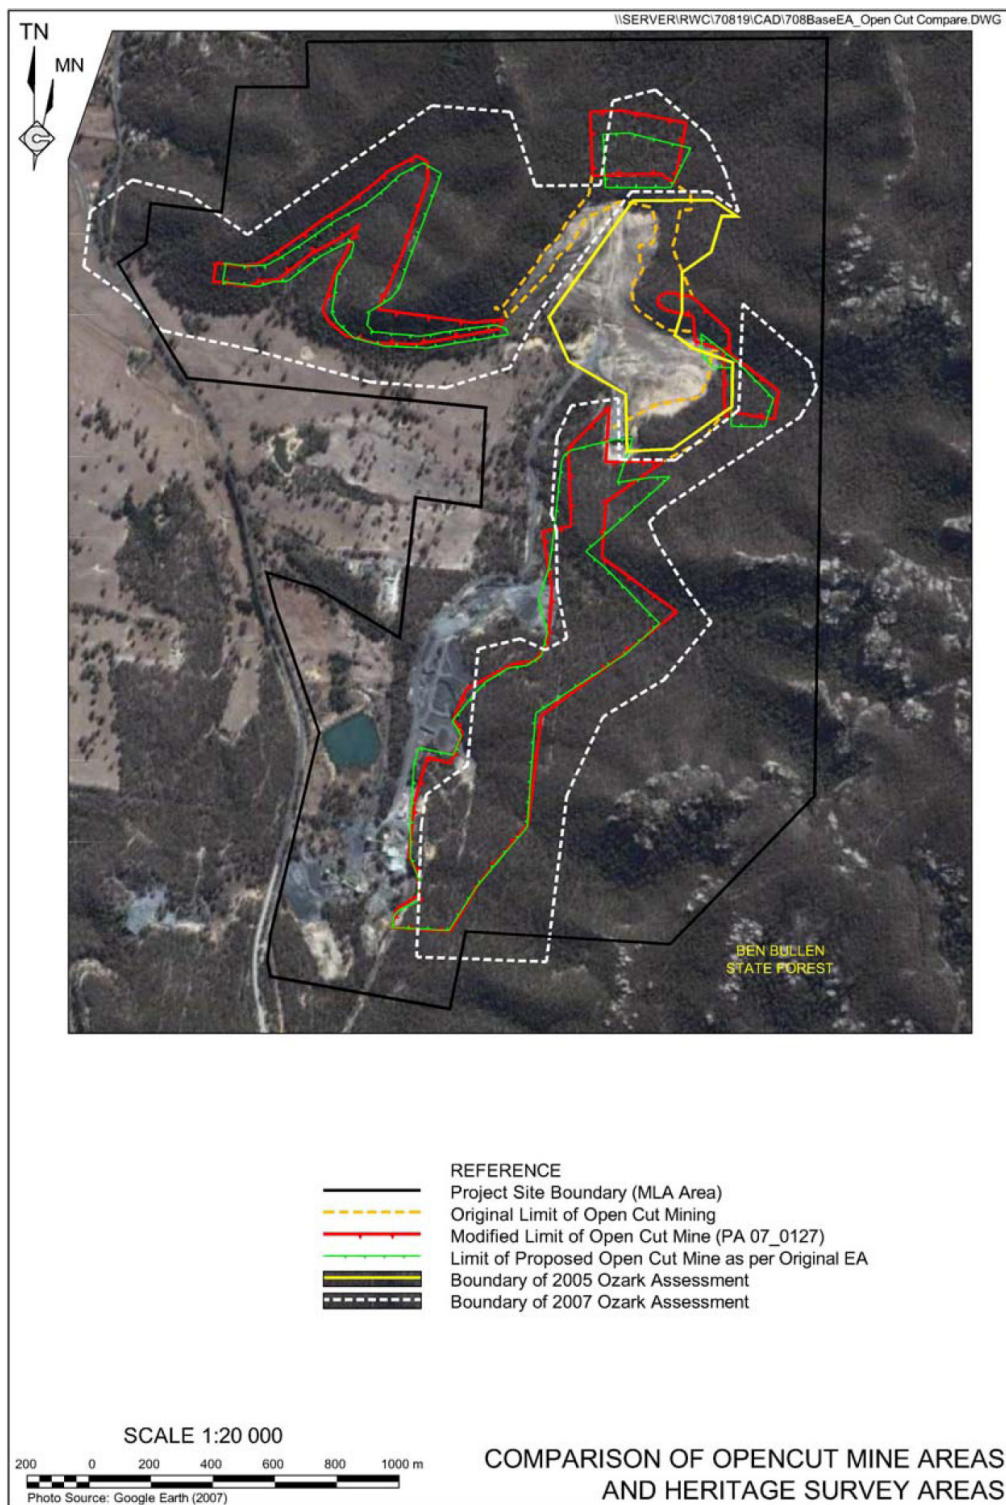 \\SERVER\RWC\70819\CAD\708BaseEA_Open Cut Compare.DWG
TN
MN
BEN BULLEN
STATE FOREST
REFERENCE
Project Site Boundary (MLA Area)
Original Limit of Open Cut Mining
Modified Limit of Open Cut Mine (PA 07_0127)
Limit of Proposed Open Cut Mine as per Original EA
Boundary of 2005 Ozark Assessment
Boundary of 2007 Ozark Assessment
SCALE 1:20 000
200 0 200 400 600 800 1000 m
Photo Source: Google Earth (2007)
COMPARISON OF OPENCUT MINE AREAS
AND HERITAGE SURVEY AREAS